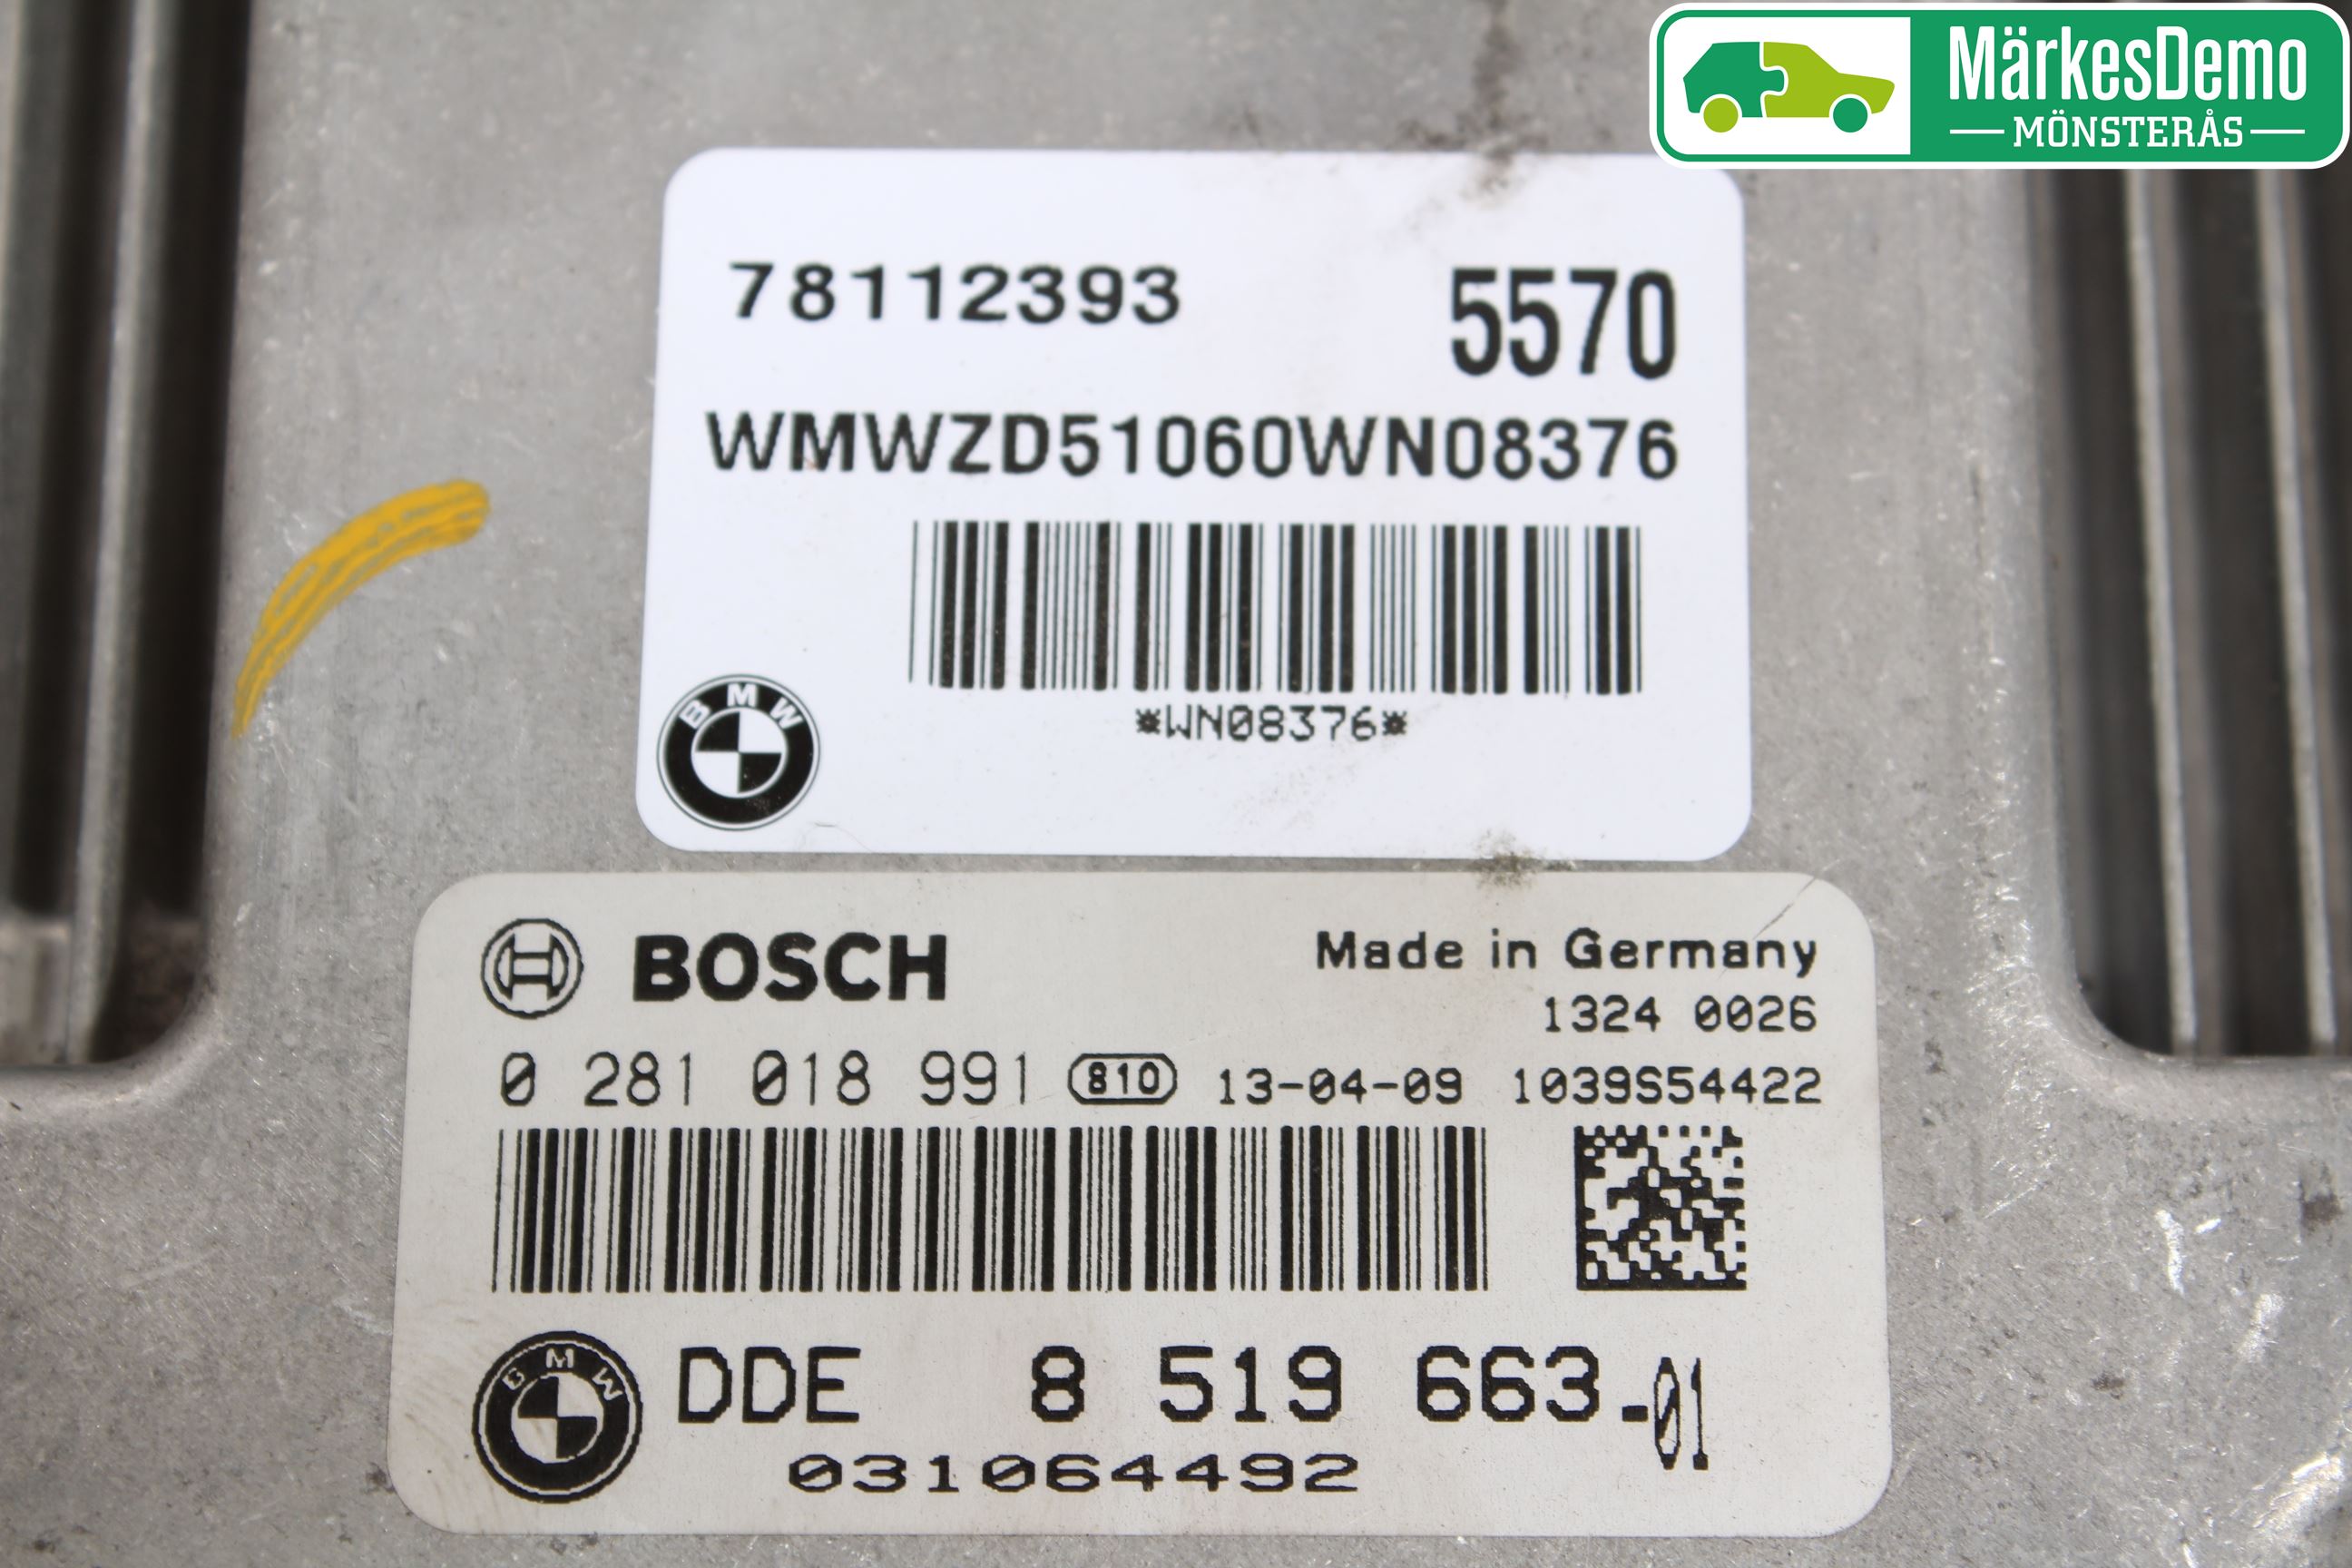 MärkesDemo
MÖNSTERÅS
78112393 5570
WMWZD51060WN08376
*WN08376*
BMW
BOSCH Made in Germany
1324 0026
0 281 018 991 810 13-04-09 1039S54422
BMW DDE 8 519 663-01
031064492